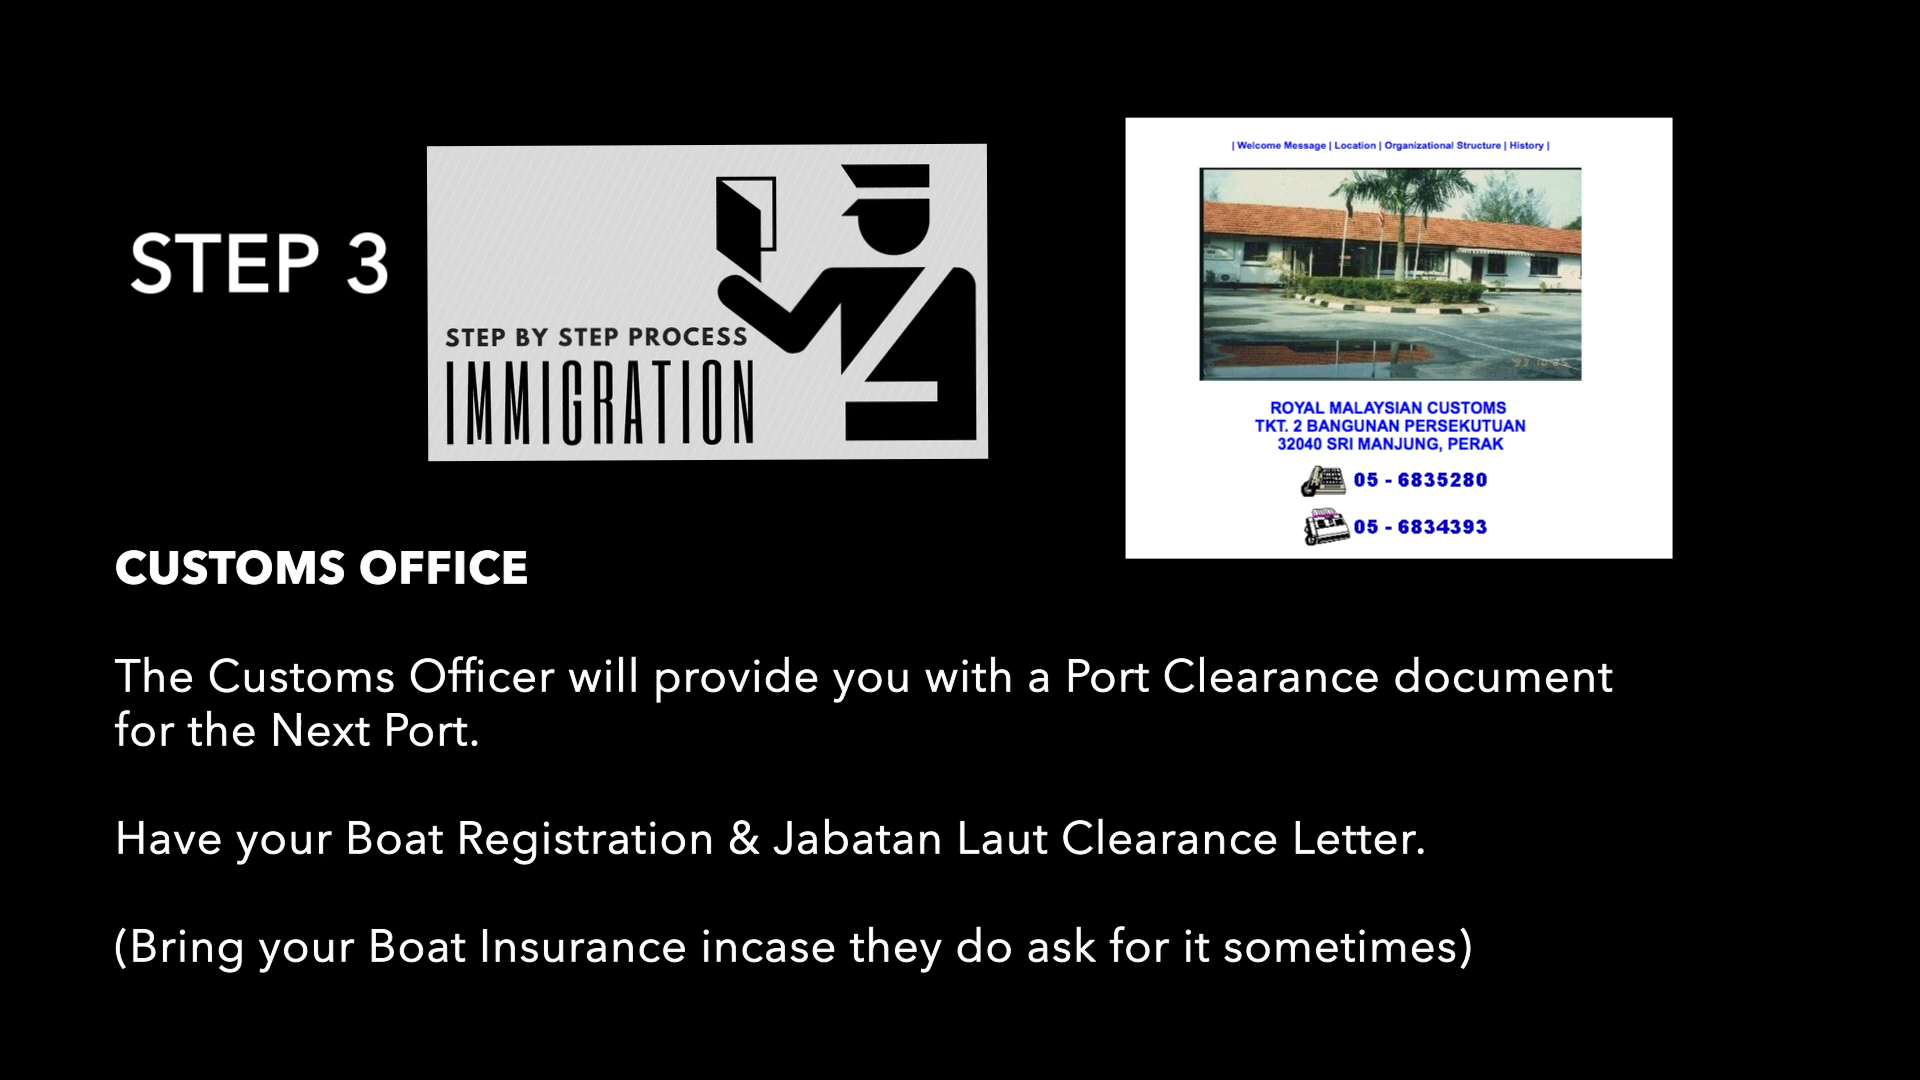 STEP 3
STEP BY STEP PROCESS
IMMIGRATION
| Welcome Message | Location | Organizational Structure | History |
ROYAL MALAYSIAN CUSTOMS
TKT. 2 BANGUNAN PERSEKUTUAN
32040 SRI MANJUNG, PERAK
05 - 6835280
05 - 6834393
CUSTOMS OFFICE
The Customs Officer will provide you with a Port Clearance document
for the Next Port.
Have your Boat Registration & Jabatan Laut Clearance Letter.
(Bring your Boat Insurance incase they do ask for it sometimes)